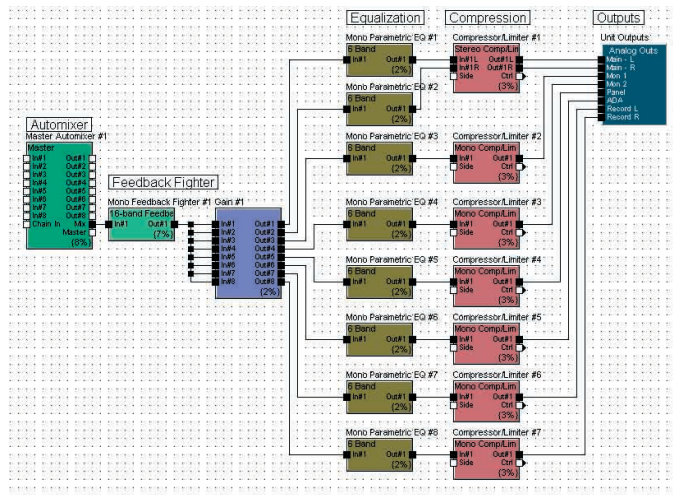 Equalization
Compression
Outputs
Mono Parametric EQ #1
Compressor/Limiter #1
Unit Outputs
6 Band
In#1 Out#1
(2%)
Stereo Comp/Lim
In#1L Out#1L
In#1R Out#1R
Side Ctrl
(3%)
Analog Outs
Main - L
Main - R
Mon 1
Mon 2
Panel
ADA
Record L
Record R
Mono Parametric EQ #2
6 Band
In#1 Out#1
(2%)
Mono Parametric EQ #3
Compressor/Limiter #2
6 Band
In#1 Out#1
(2%)
Mono Comp/Lim
In#1 Out#1
Side Ctrl
(3%)
Automixer
Master Automixer #1
Master
In#1 Out#1
In#2 Out#2
In#3 Out#3
In#4 Out#4
In#5 Out#5
In#6 Out#6
In#7 Out#7
In#8 Out#8
Chain In Mix
Master
(8%)
Feedback Fighter
Mono Feedback Fighter #1
16-band Feedbe
In#1 Out#1
(7%)
Gain #1
In#1 Out#1
In#2 Out#2
In#3 Out#3
In#4 Out#4
In#5 Out#5
In#6 Out#6
In#7 Out#7
In#8 Out#8
(2%)
Mono Parametric EQ #4
Compressor/Limiter #3
6 Band
In#1 Out#1
(2%)
Mono Comp/Lim
In#1 Out#1
Side Ctrl
(3%)
Mono Parametric EQ #5
Compressor/Limiter #4
6 Band
In#1 Out#1
(2%)
Mono Comp/Lim
In#1 Out#1
Side Ctrl
(3%)
Mono Parametric EQ #6
Compressor/Limiter #5
6 Band
In#1 Out#1
(2%)
Mono Comp/Lim
In#1 Out#1
Side Ctrl
(3%)
Mono Parametric EQ #7
Compressor/Limiter #6
6 Band
In#1 Out#1
(2%)
Mono Comp/Lim
In#1 Out#1
Side Ctrl
(3%)
Mono Parametric EQ #8
Compressor/Limiter #7
6 Band
In#1 Out#1
(2%)
Mono Comp/Lim
In#1 Out#1
Side Ctrl
(3%)